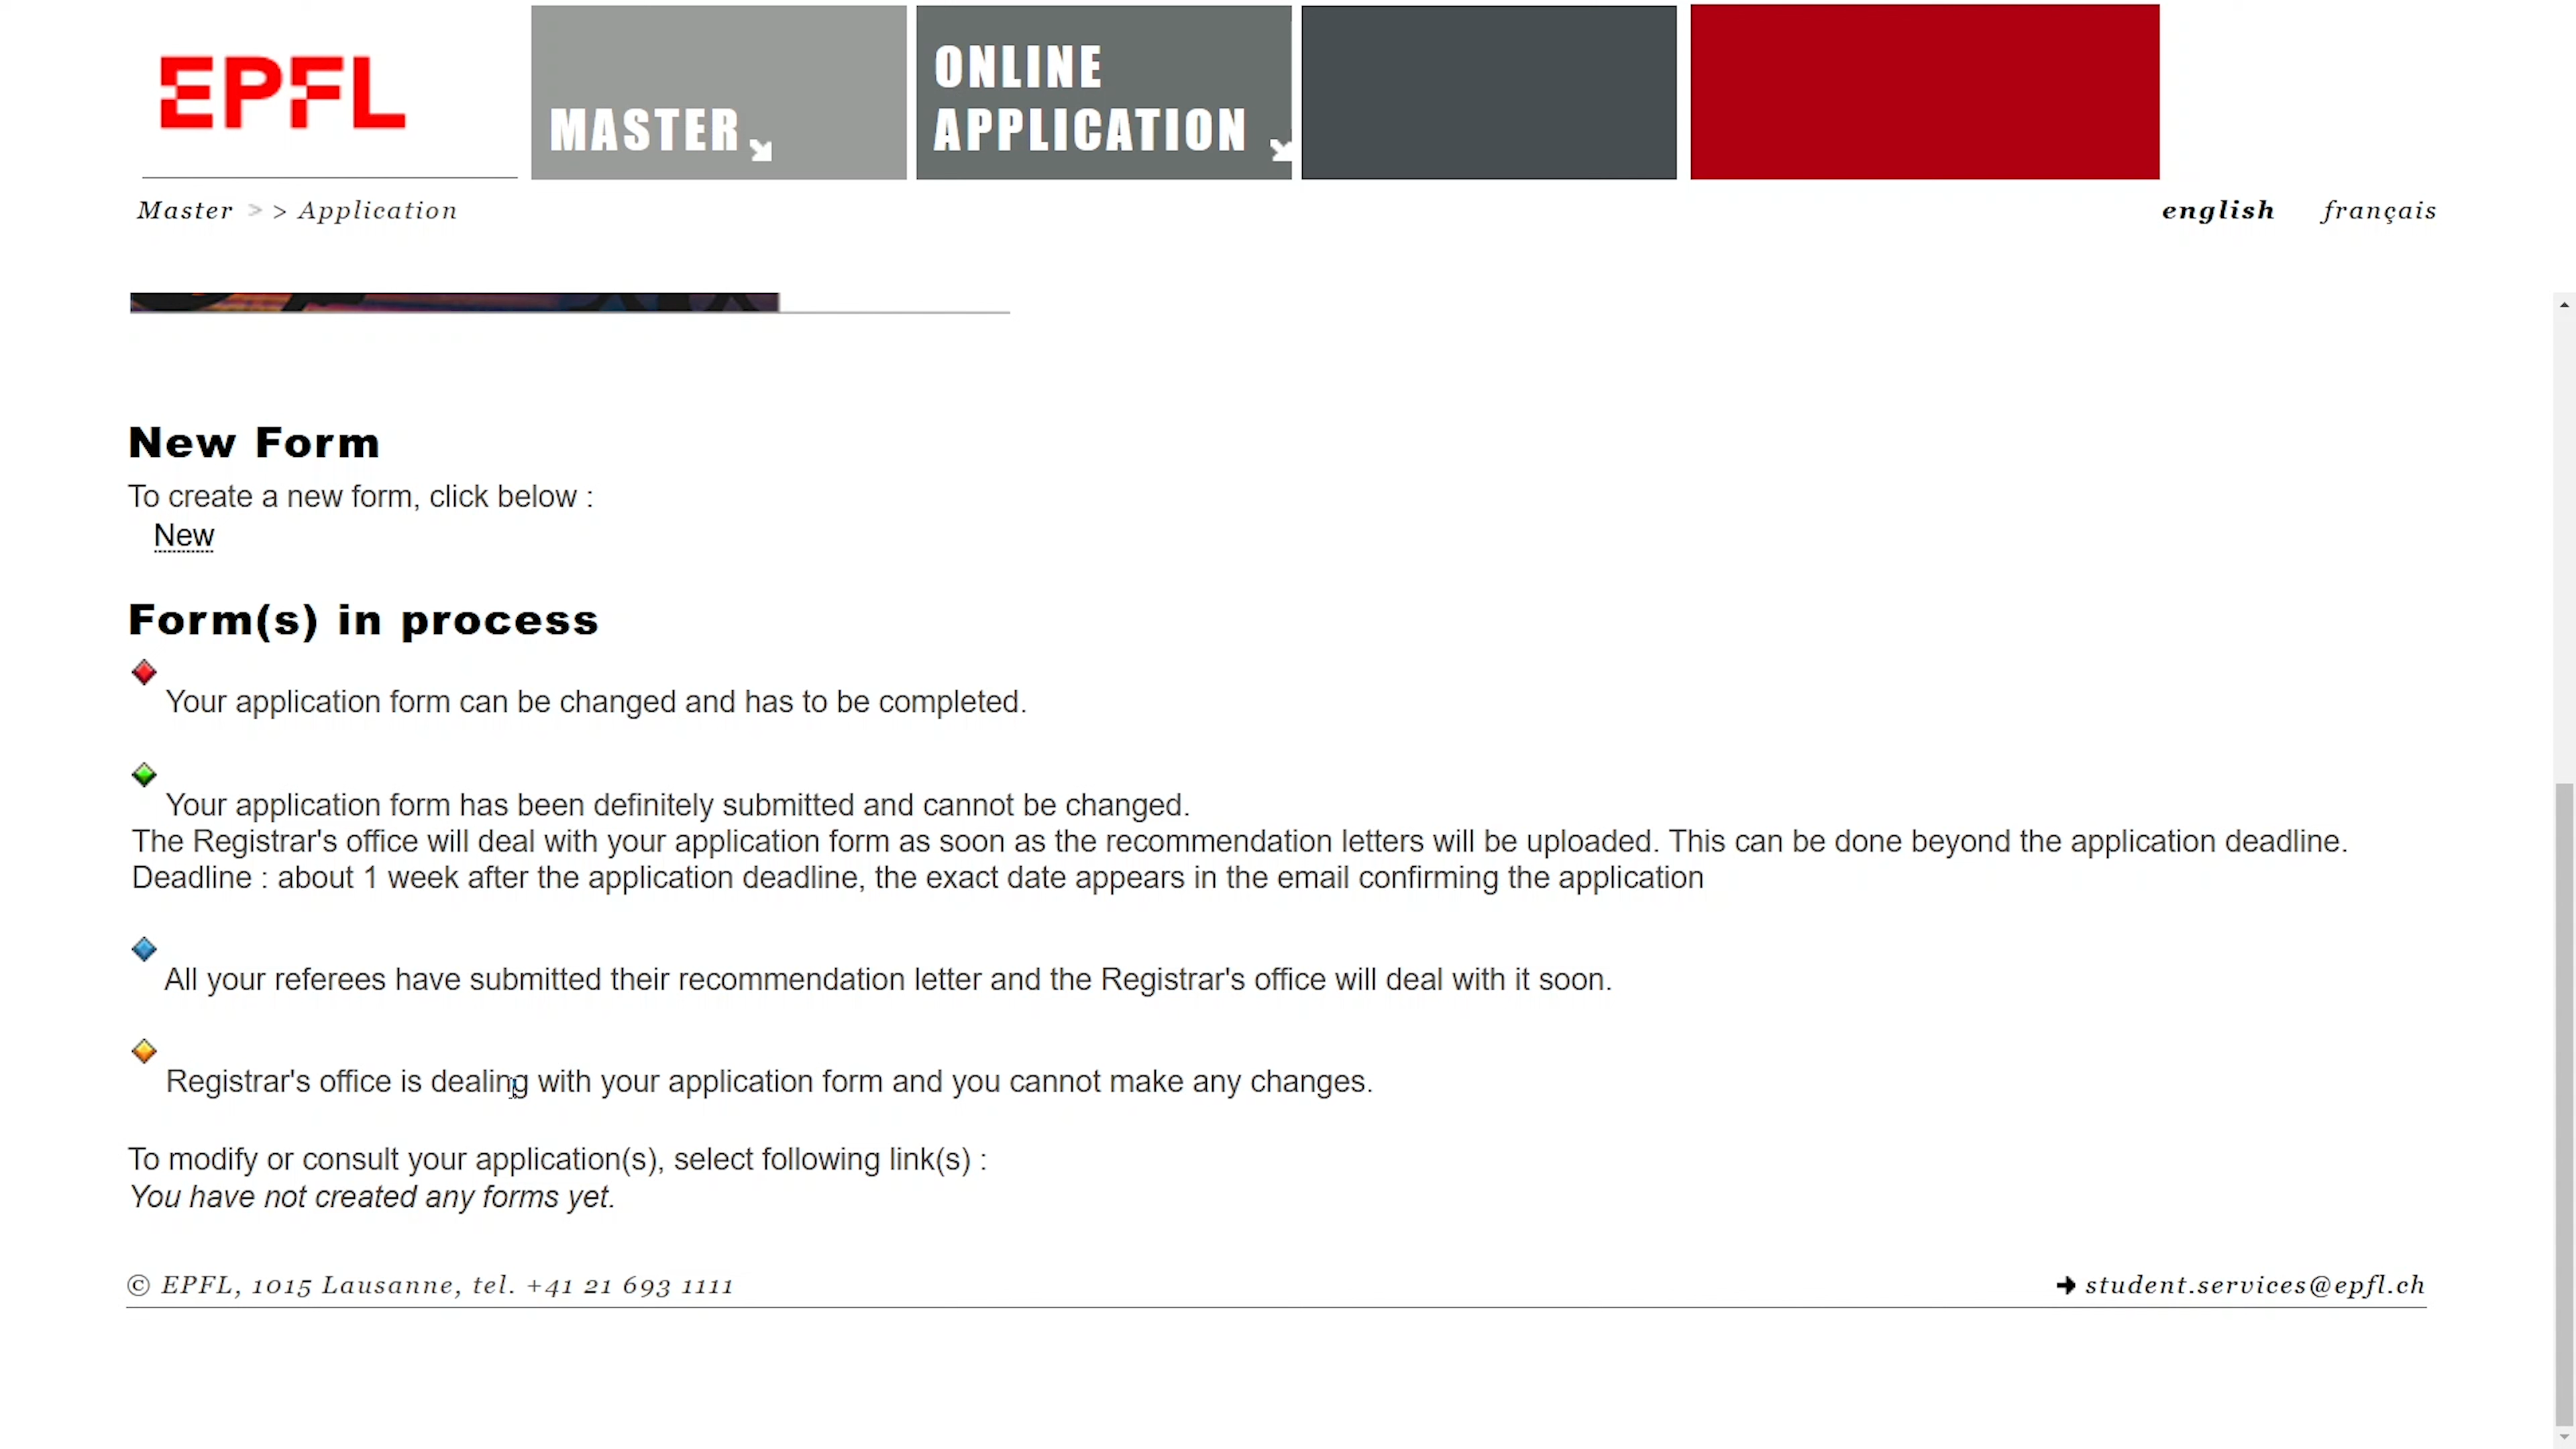 EPFL
MASTER
ONLINE
APPLICATION
Master > > Application
english français
New Form
To create a new form, click below :
New
Form(s) in process
Your application form can be changed and has to be completed.
Your application form has been definitely submitted and cannot be changed.
The Registrar's office will deal with your application form as soon as the recommendation letters will be uploaded. This can be done beyond the application deadline.
Deadline : about 1 week after the application deadline, the exact date appears in the email confirming the application
All your referees have submitted their recommendation letter and the Registrar's office will deal with it soon.
Registrar's office is dealing with your application form and you cannot make any changes.
To modify or consult your application(s), select following link(s) :
You have not created any forms yet.
© EPFL, 1015 Lausanne, tel. +41 21 693 1111
student.services@epfl.ch